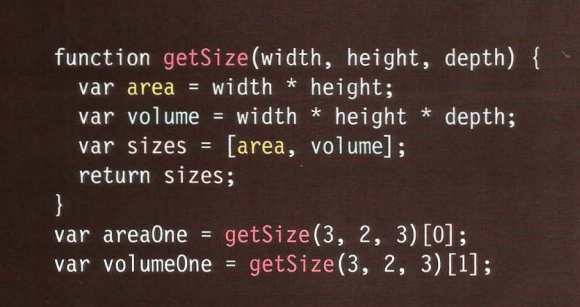 function getSize(width, height, depth) {
  var area = width * height;
  var volume = width * height * depth;
  var sizes = [area, volume];
  return sizes;
}
var areaOne = getSize(3, 2, 3)[0];
var volumeOne = getSize(3, 2, 3)[1];